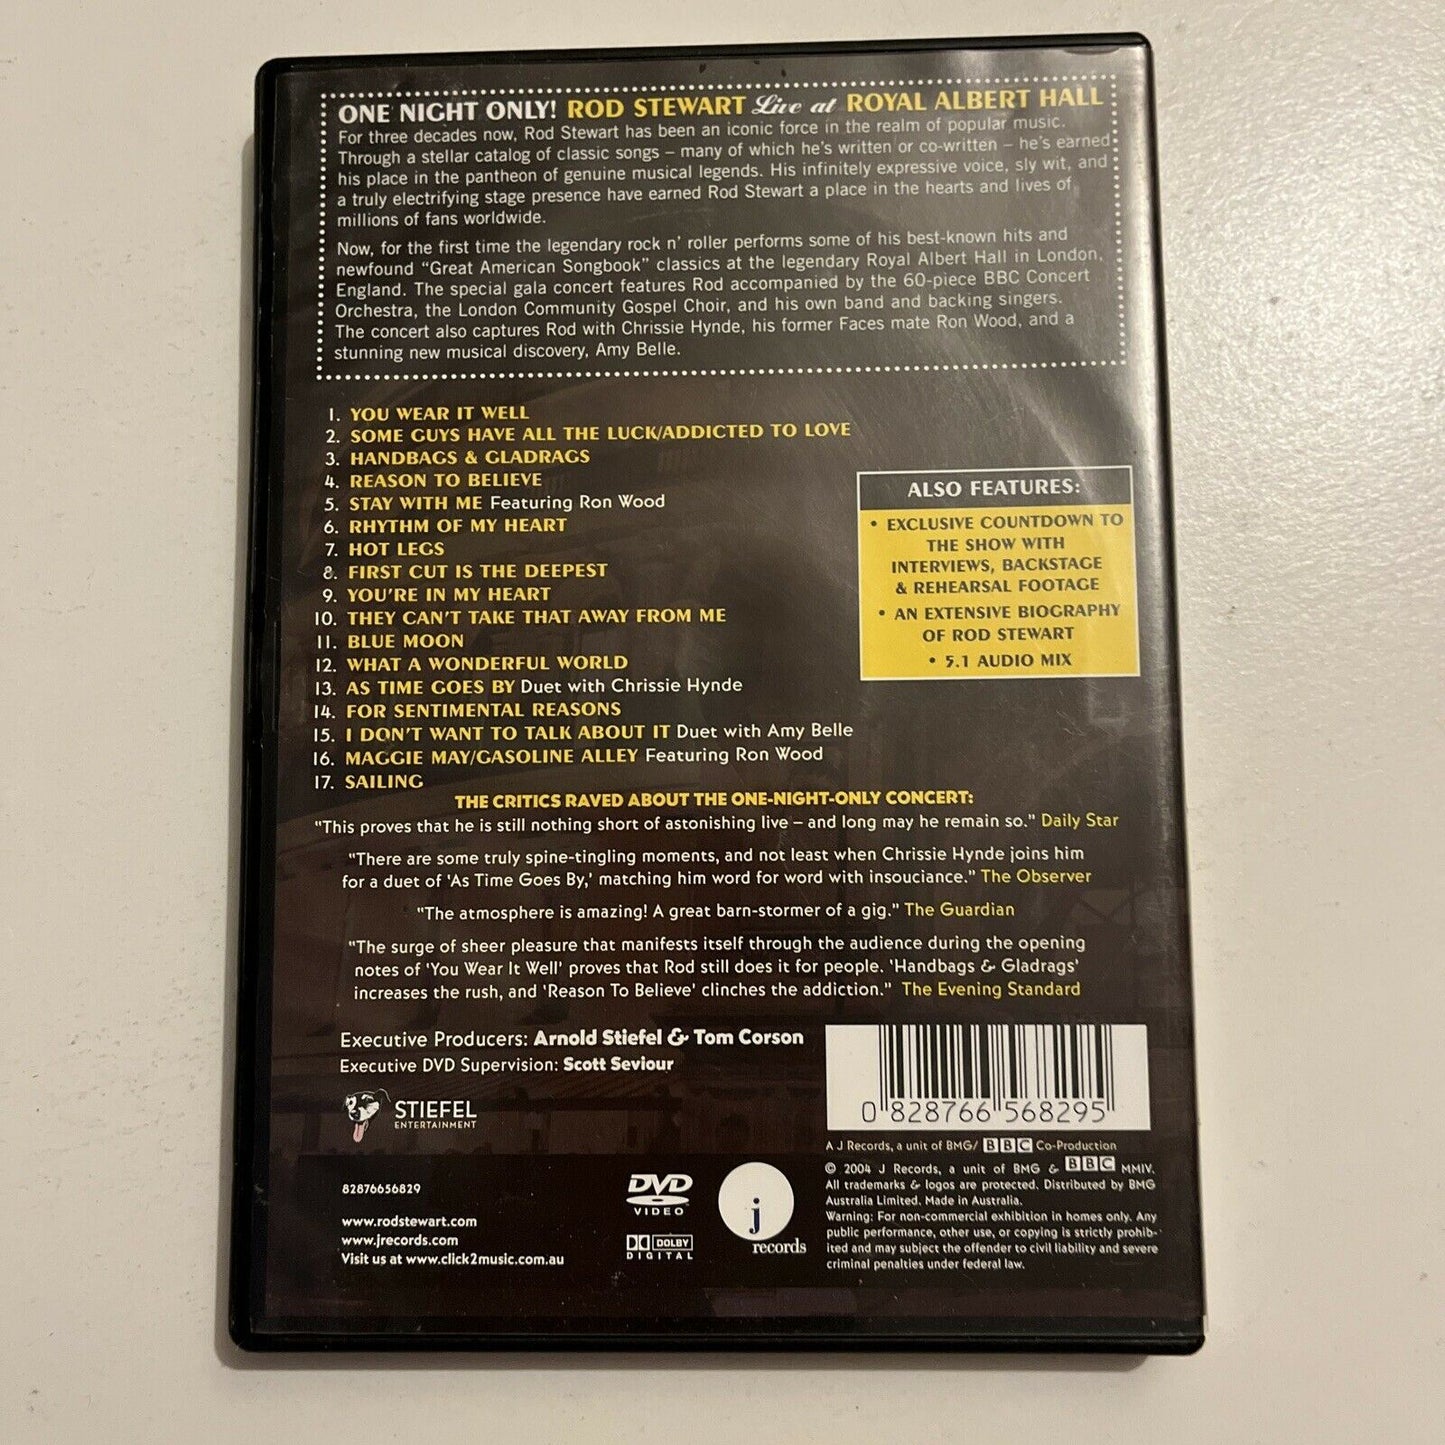 ONE NIGHT ONLY! ROD STEWART Live at ROYAL ALBERT HALL
For three decades now, Rod Stewart has been an iconic force in the realm of popular music.
Through a stellar catalog of classic songs – many of which he's written or co-written – he's earned
his place in the pantheon of genuine musical legends. His infinitely expressive voice, sly wit, and
a truly electrifying stage presence have earned Rod Stewart a place in the hearts and lives of
millions of fans worldwide.
Now, for the first time the legendary rock n' roller performs some of his best-known hits and
newfound “Great American Songbook” classics at the legendary Royal Albert Hall in London,
England. The special gala concert features Rod accompanied by the 60-piece BBC Concert
Orchestra, the London Community Gospel Choir, and his own band and backing singers.
The concert also captures Rod with Chrissie Hynde, his former Faces mate Ron Wood, and a
stunning new musical discovery, Amy Belle.
1. YOU WEAR IT WELL
2. SOME GUYS HAVE ALL THE LUCK/ADDICTED TO LOVE
3. HANDBAGS & GLADRAGS
4. REASON TO BELIEVE
5. STAY WITH ME Featuring Ron Wood
6. RHYTHM OF MY HEART
7. HOT LEGS
8. FIRST CUT IS THE DEEPEST
9. YOU'RE IN MY HEART
10. THEY CAN'T TAKE THAT AWAY FROM ME
11. BLUE MOON
12. WHAT A WONDERFUL WORLD
13. AS TIME GOES BY Duet with Chrissie Hynde
14. FOR SENTIMENTAL REASONS
15. I DON'T WANT TO TALK ABOUT IT Duet with Amy Belle
16. MAGGIE MAY/GASOLINE ALLEY Featuring Ron Wood
17. SAILING
ALSO FEATURES:
• EXCLUSIVE COUNTDOWN TO
THE SHOW WITH
INTERVIEWS, BACKSTAGE
& REHEARSAL FOOTAGE
• AN EXTENSIVE BIOGRAPHY
OF ROD STEWART
• 5.1 AUDIO MIX
THE CRITICS RAVED ABOUT THE ONE-NIGHT-ONLY CONCERT:
"This proves that he is still nothing short of astonishing live – and long may he remain so." Daily Star
"There are some truly spine-tingling moments, and not least when Chrissie Hynde joins him
for a duet of 'As Time Goes By,' matching him word for word with insouciance." The Observer
"The atmosphere is amazing! A great barn-stormer of a gig." The Guardian
"The surge of sheer pleasure that manifests itself through the audience during the opening
notes of 'You Wear It Well' proves that Rod still does it for people. 'Handbags & Gladrags'
increases the rush, and 'Reason To Believe' clinches the addiction." The Evening Standard
Executive Producers: Arnold Stiefel & Tom Corson
Executive DVD Supervision: Scott Seviour
STIEFEL
ENTERTAINMENT
0 828766 568295
A J Records, a unit of BMG/ BBC Co-Production
© 2004 J Records, a unit of BMG & BBC MMIV.
All trademarks & logos are protected. Distributed by BMG
Australia Limited. Made in Australia.
Warning: For non-commercial exhibition in homes only. Any
public performance, other use, or copying is strictly prohib-
ited and may subject the offender to civil liability and severe
criminal penalties under federal law.
82876656829
www.rodstewart.com
www.jrecords.com
Visit us at www.click2music.com.au
DVD
VIDEO
DOLBY
DIGITAL
j
records